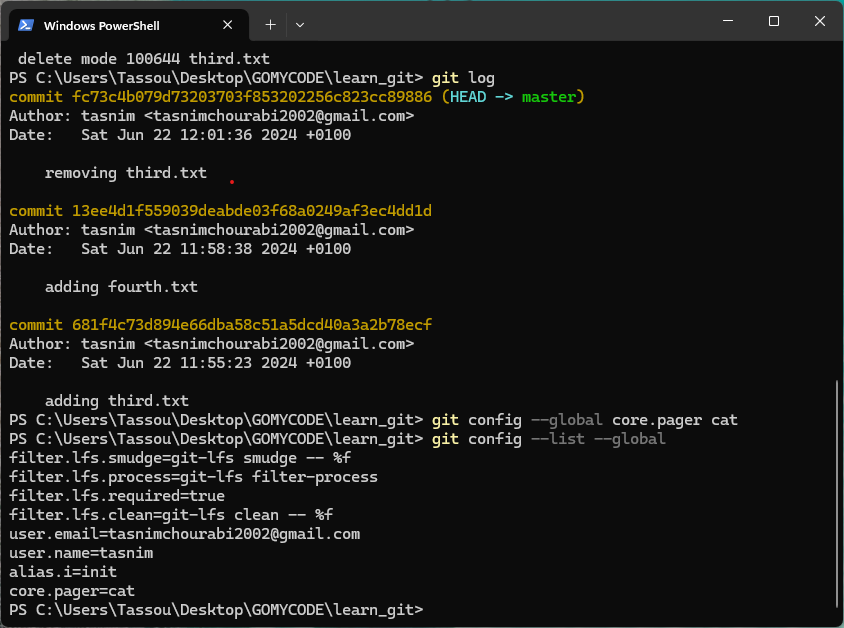 Windows PowerShell
 delete mode 100644 third.txt
PS C:\Users\Tassou\Desktop\GOMYCODE\learn_git> git log
commit fc73c4b079d73203703f853202256c823cc89886 (HEAD -> master)
Author: tasnim <tasnimchourabi2002@gmail.com>
Date:   Sat Jun 22 12:01:36 2024 +0100

    removing third.txt

commit 13ee4d1f559039deabde03f68a0249af3ec4dd1d
Author: tasnim <tasnimchourabi2002@gmail.com>
Date:   Sat Jun 22 11:58:38 2024 +0100

    adding fourth.txt

commit 681f4c73d894e66dba58c51a5dcd40a3a2b78ecf
Author: tasnim <tasnimchourabi2002@gmail.com>
Date:   Sat Jun 22 11:55:23 2024 +0100

    adding third.txt
PS C:\Users\Tassou\Desktop\GOMYCODE\learn_git> git config --global core.pager cat
PS C:\Users\Tassou\Desktop\GOMYCODE\learn_git> git config --list --global
filter.lfs.smudge=git-lfs smudge -- %f
filter.lfs.process=git-lfs filter-process
filter.lfs.required=true
filter.lfs.clean=git-lfs clean -- %f
user.email=tasnimchourabi2002@gmail.com
user.name=tasnim
alias.i=init
core.pager=cat
PS C:\Users\Tassou\Desktop\GOMYCODE\learn_git>